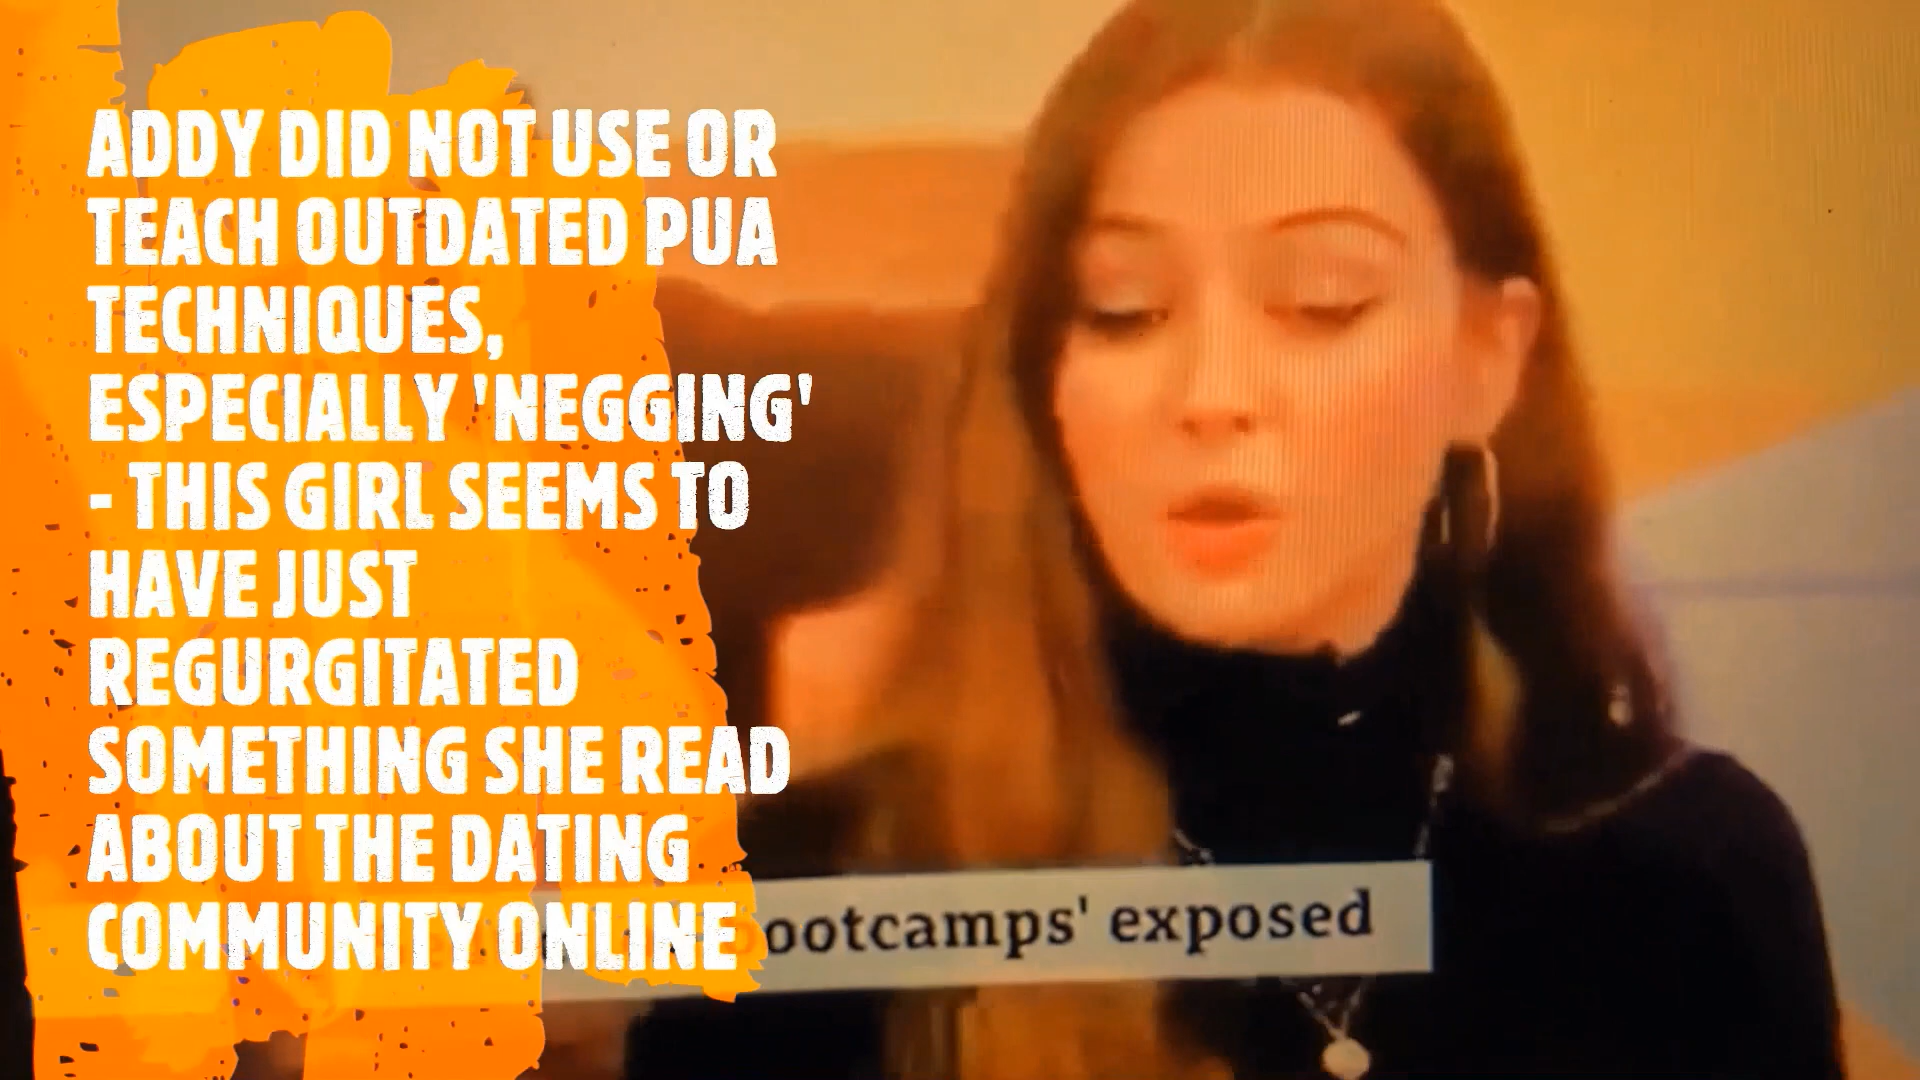 ADDY DID NOT USE OR
TEACH OUTDATED PUA
TECHNIQUES,
ESPECIALLY 'NEGGING'
- THIS GIRL SEEMS TO
HAVE JUST
REGURGITATED
SOMETHING SHE READ
ABOUT THE DATING
COMMUNITY ONLINE
ootcamps' exposed